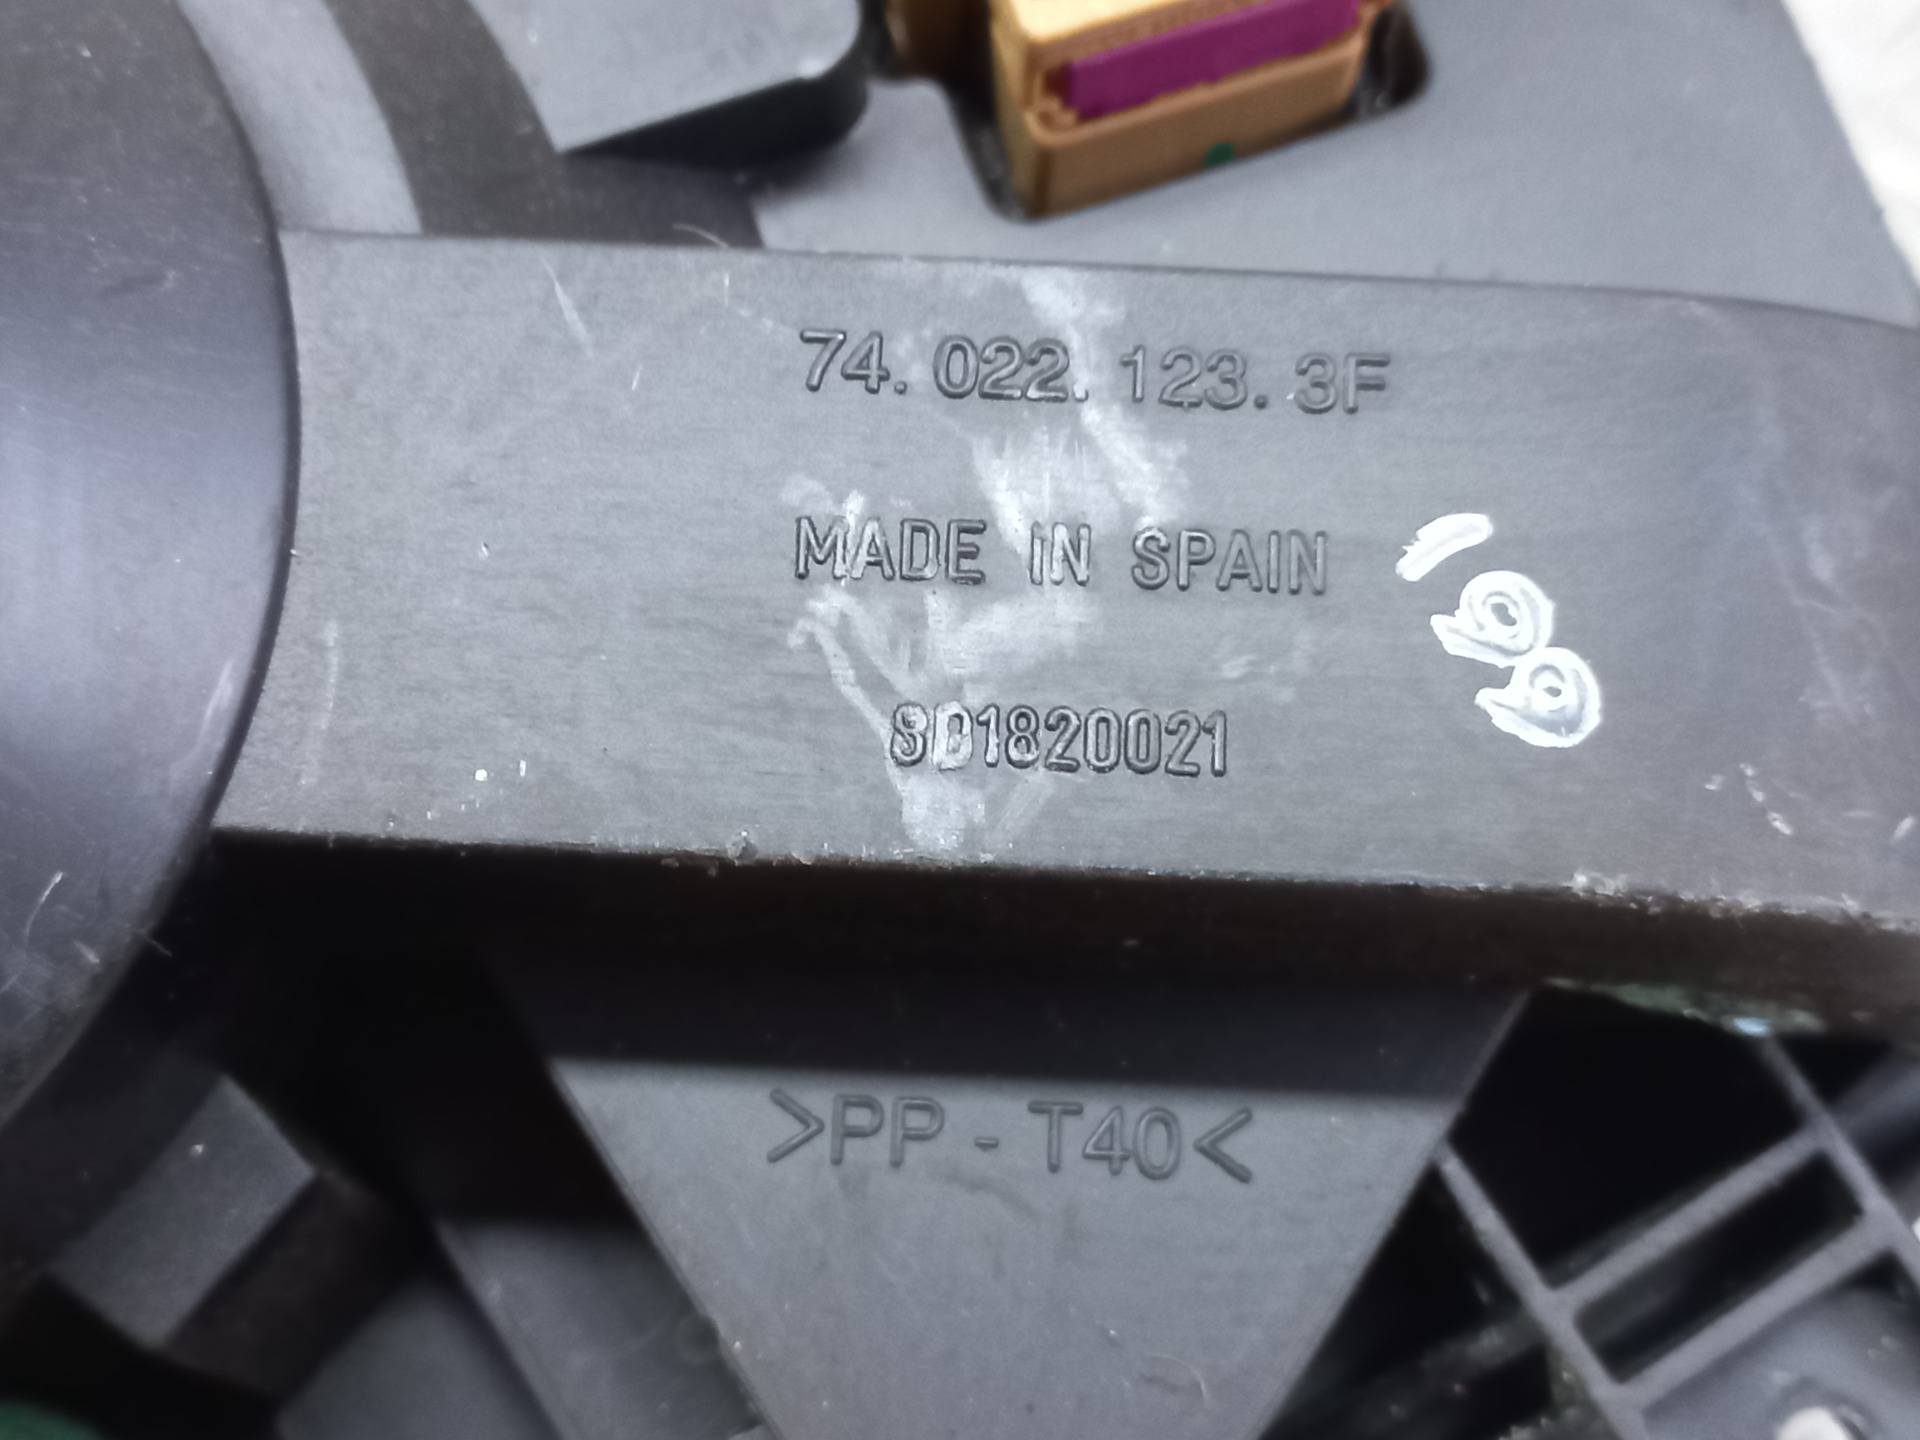 74.022.123.3F
MADE IN SPAIN
8D1820021
>PP-T40<